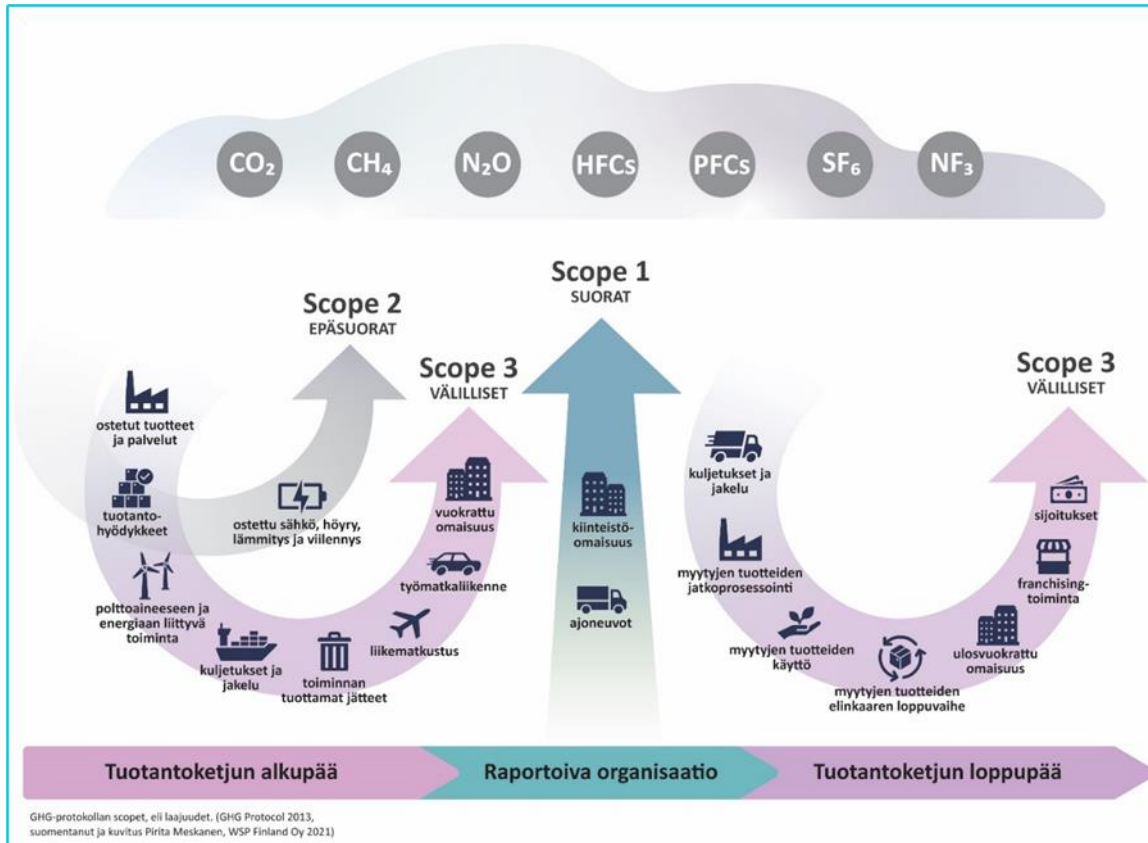 CO₂
CH₄
N₂O
HFCs
PFCs
SF₆
NF₃
Scope 2
EPÄSUORAT
Scope 3
VÄLILLISET
Scope 1
SUORAT
Scope 3
VÄLILLISET
ostetut tuotteet
ja palvelut
tuotanto-
hyödykkeet
polttoaineeseen ja
energiaan liittyvä
toiminta
kuljetukset ja
jakelu
toiminnan
tuottamat jätteet
liikematkustus
työmatkaliikenne
vuokrattu
omaisuus
ostettu sähkö, höyry,
lämmitys ja viilennys
kiinteistö-
omaisuus
ajoneuvot
kuljetukset ja
jakelu
myytyjen tuotteiden
jatkoprosessointi
myytyjen tuotteiden
käyttö
myytyjen tuotteiden
elinkaaren loppuvaihe
ulosvuokrattu
omaisuus
franchising-
toiminta
sijoitukset
Tuotantoketjun alkupää
Raportoiva organisaatio
Tuotantoketjun loppupää
GHG-protokollan scopet, eli laajuudet. (GHG Protocol 2013,
suomentanut ja kuvitus Pirita Meskanen, WSP Finland Oy 2021)